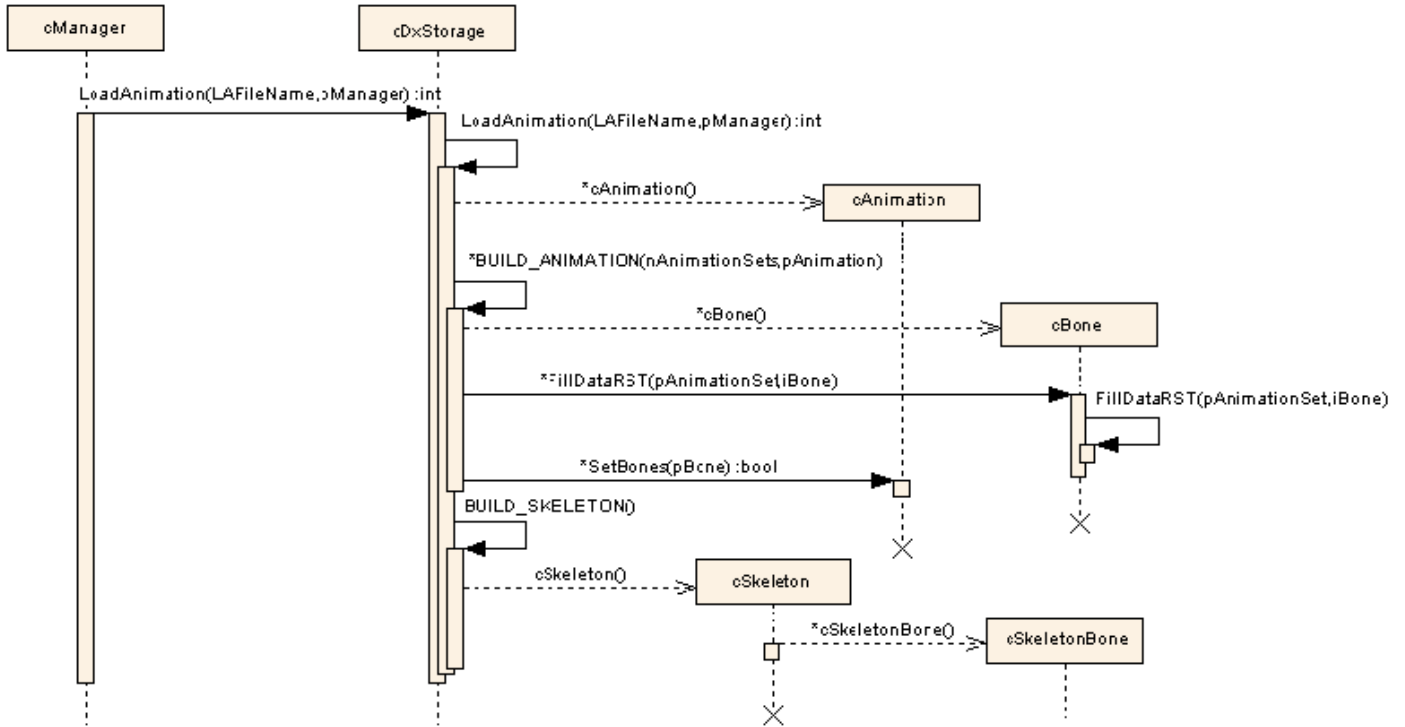 cManager
cDxStorage
LoadAnimation(LAFileName,pManager) :int
LoadAnimation(LAFileName,pManager) :int
*cAnimation()
cAnimation
*BUILD_ANIMATION(nAnimationSets,pAnimation)
*cBone()
cBone
*FillDataRST(pAnimationSet,iBone)
FillDataRST(pAnimationSet,iBone)
*SetBones(pBone) :bool
BUILD_SKELETON()
cSkeleton()
cSkeleton
*cSkeletonBone()
cSkeletonBone